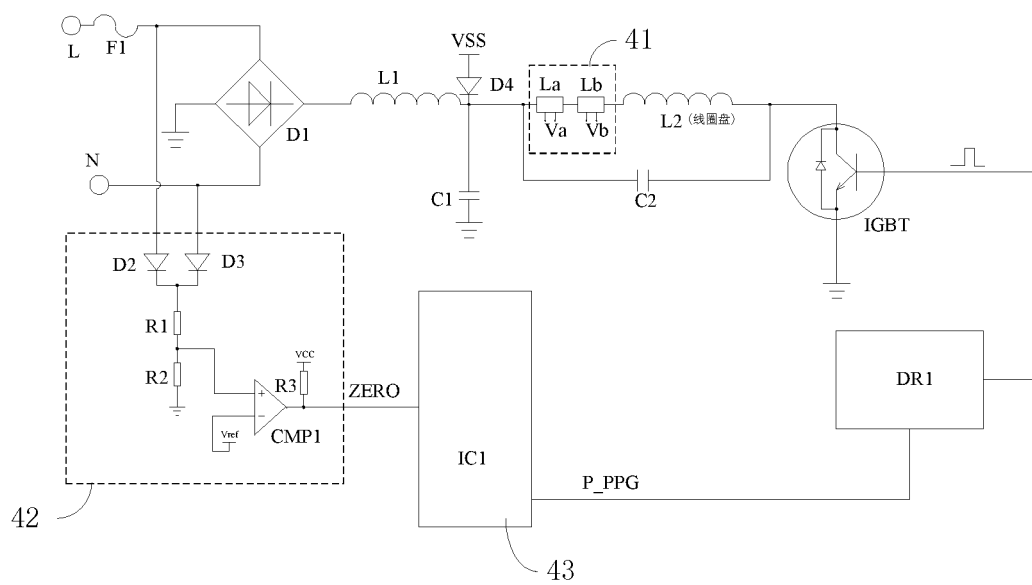 L
F1
N
D1
L1
VSS
D4
41
La
Lb
Va
Vb
L2 (线圈盘)
C1
C2
IGBT
D2
D3
R1
R2
VCC
R3
ZERO
Vref
CMP1
IC1
P_PPG
DR1
42
43